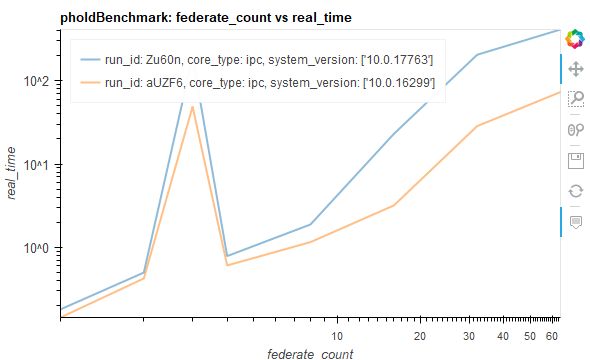 pholdBenchmark: federate_count vs real_time
run_id: Zu60n, core_type: ipc, system_version: ['10.0.17763']
run_id: aUZF6, core_type: ipc, system_version: ['10.0.16299']
10^2
10^1
10^0
real_time
10 20 30 40 50 60
federate_count